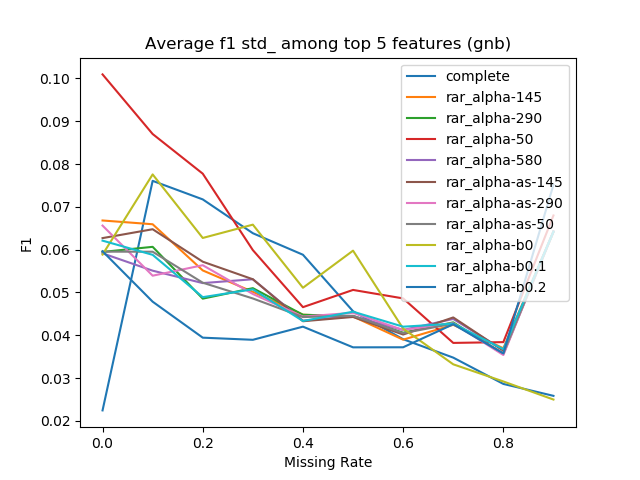 Average f1 std_ among top 5 features (gnb)
complete
rar_alpha-145
rar_alpha-290
rar_alpha-50
rar_alpha-580
rar_alpha-as-145
rar_alpha-as-290
rar_alpha-as-50
rar_alpha-b0
rar_alpha-b0.1
rar_alpha-b0.2
0.10
0.09
0.08
0.07
0.06
0.05
0.04
0.03
0.02
F1
0.0 0.2 0.4 0.6 0.8
Missing Rate